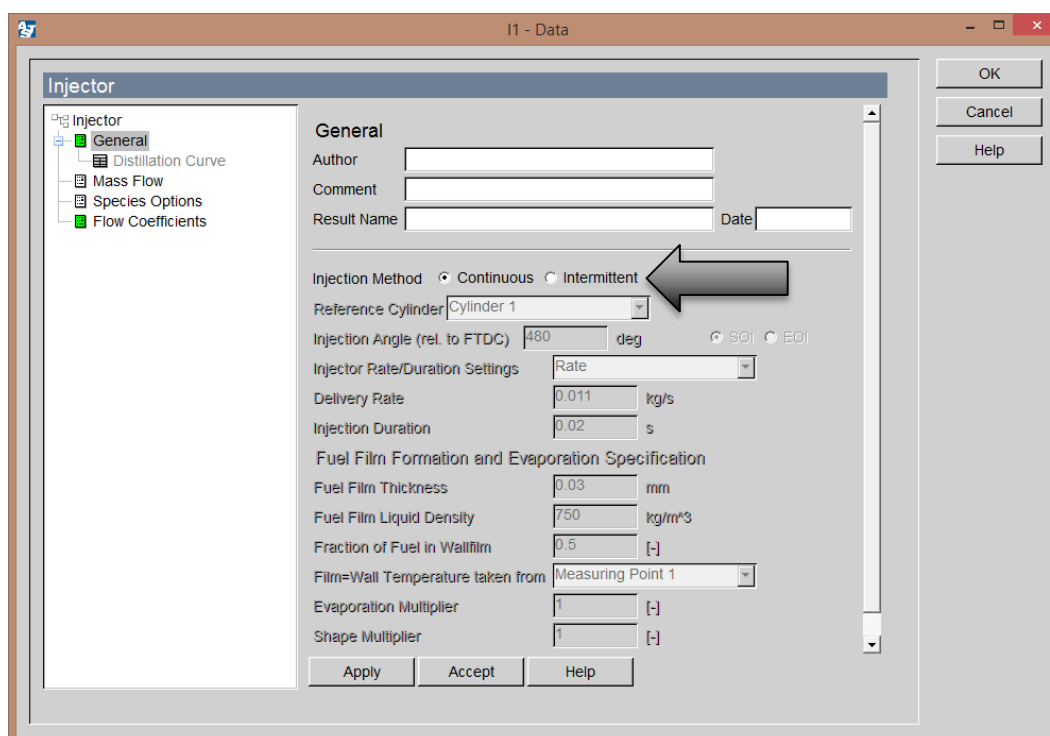 I1 - Data
Injector
OK
Cancel
Help
Injector
General
Distillation Curve
Mass Flow
Species Options
Flow Coefficients
General
Author
Comment
Result Name Date
Injection Method Continuous Intermittent
Reference Cylinder Cylinder 1
Injection Angle (rel. to FTDC) 480 deg SOI EOI
Injector Rate/Duration Settings Rate
Delivery Rate 0.011 kg/s
Injection Duration 0.02 s
Fuel Film Formation and Evaporation Specification
Fuel Film Thickness 0.03 mm
Fuel Film Liquid Density 750 kg/m^3
Fraction of Fuel in Wallfilm 0.5 [-]
Film=Wall Temperature taken from Measuring Point 1
Evaporation Multiplier 1 [-]
Shape Multiplier 1 [-]
Apply Accept Help